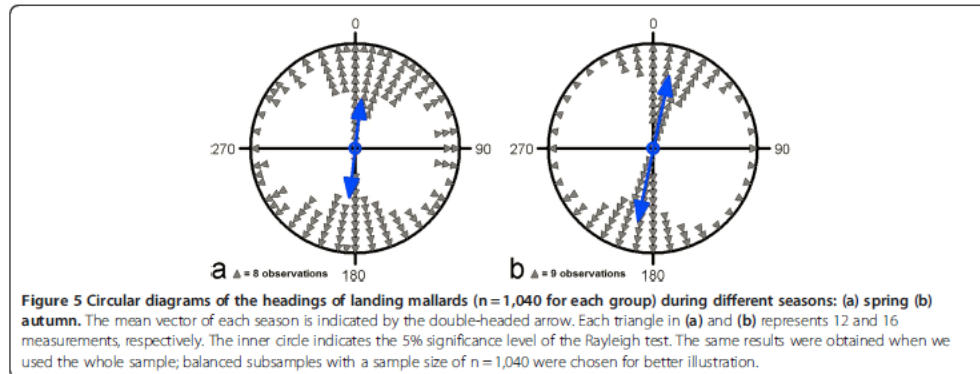 0 0
270 90 270 90
a ▲ = 8 observations 180 b ▲ = 9 observations 180
Figure 5 Circular diagrams of the headings of landing mallards (n = 1,040 for each group) during different seasons: (a) spring (b)
autumn. The mean vector of each season is indicated by the double-headed arrow. Each triangle in (a) and (b) represents 12 and 16
measurements, respectively. The inner circle indicates the 5% significance level of the Rayleigh test. The same results were obtained when we
used the whole sample; balanced subsamples with a sample size of n = 1,040 were chosen for better illustration.